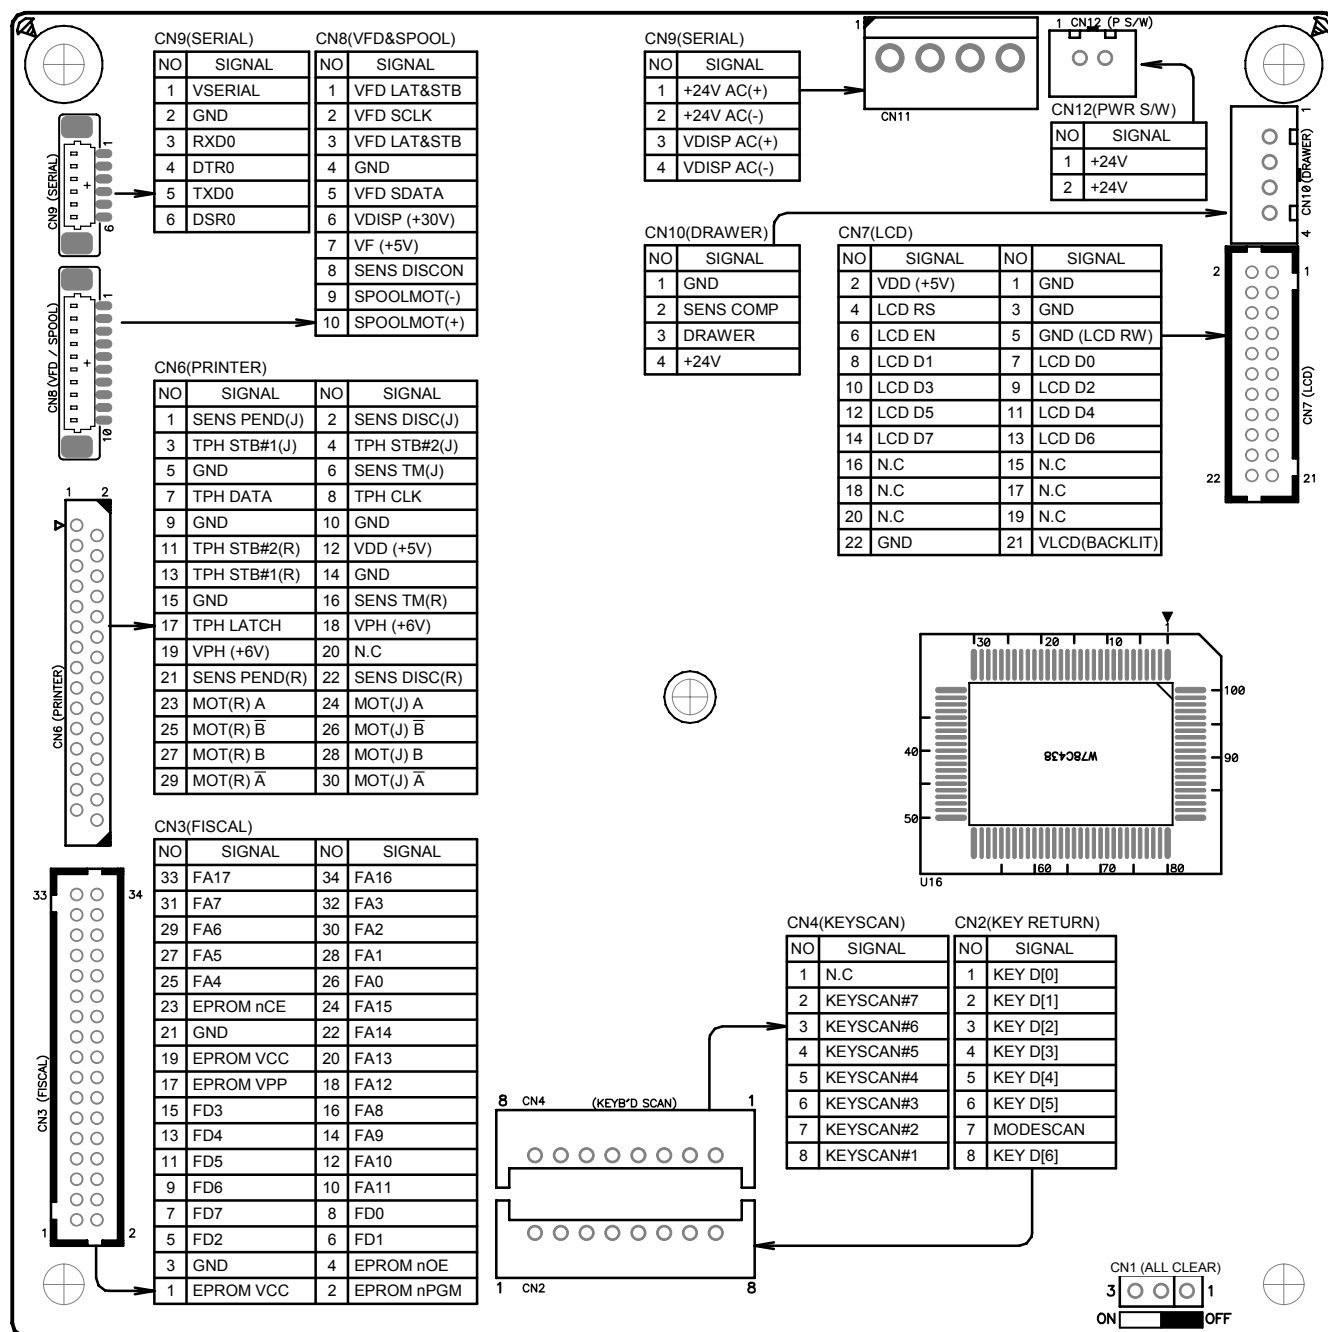 CN9(SERIAL)
NO SIGNAL
1 VSERIAL
2 GND
3 RXD0
4 DTR0
5 TXD0
6 DSR0
CN8(VFD&SPOOL)
NO SIGNAL
1 VFD LAT&STB
2 VFD SCLK
3 VFD LAT&STB
4 GND
5 VFD SDATA
6 VDISP (+30V)
7 VF (+5V)
8 SENS DISCON
9 SPOOLMOT(-)
10 SPOOLMOT(+)
CN9(SERIAL)
NO SIGNAL
1 +24V AC(+)
2 +24V AC(-)
3 VDISP AC(+)
4 VDISP AC(-)
1
CN11
1 CN12 (P S/W)
CN12(PWR S/W)
NO SIGNAL
1 +24V
2 +24V
1
CN10(DRAWER)
4
CN9 (SERIAL)
1
6
CN8 (VFD / SPOOL)
1
10
CN10(DRAWER)
NO SIGNAL
1 GND
2 SENS COMP
3 DRAWER
4 +24V
CN7(LCD)
NO SIGNAL NO SIGNAL
2 VDD (+5V) 1 GND
4 LCD RS 3 GND
6 LCD EN 5 GND (LCD RW)
8 LCD D1 7 LCD D0
10 LCD D3 9 LCD D2
12 LCD D5 11 LCD D4
14 LCD D7 13 LCD D6
16 N.C 15 N.C
18 N.C 17 N.C
20 N.C 19 N.C
22 GND 21 VLCD(BACKLIT)
2 1
CN7 (LCD)
22 21
CN6(PRINTER)
NO SIGNAL NO SIGNAL
1 SENS PEND(J) 2 SENS DISC(J)
3 TPH STB#1(J) 4 TPH STB#2(J)
5 GND 6 SENS TM(J)
7 TPH DATA 8 TPH CLK
9 GND 10 GND
11 TPH STB#2(R) 12 VDD (+5V)
13 TPH STB#1(R) 14 GND
15 GND 16 SENS TM(R)
17 TPH LATCH 18 VPH (+6V)
19 VPH (+6V) 20 N.C
21 SENS PEND(R) 22 SENS DISC(R)
23 MOT(R) A 24 MOT(J) A
25 MOT(R) B̅ 26 MOT(J) B̅
27 MOT(R) B 28 MOT(J) B
29 MOT(R) A̅ 30 MOT(J) A̅
1 2
CN6 (PRINTER)
30 20 10 1
100
40 90
W78C438
50
60 70 80
U16
CN3(FISCAL)
NO SIGNAL NO SIGNAL
33 FA17 34 FA16
31 FA7 32 FA3
29 FA6 30 FA2
27 FA5 28 FA1
25 FA4 26 FA0
23 EPROM nCE 24 FA15
21 GND 22 FA14
19 EPROM VCC 20 FA13
17 EPROM VPP 18 FA12
15 FD3 16 FA8
13 FD4 14 FA9
11 FD5 12 FA10
9 FD6 10 FA11
7 FD7 8 FD0
5 FD2 6 FD1
3 GND 4 EPROM nOE
1 EPROM VCC 2 EPROM nPGM
33 34
CN3 (FISCAL)
1 2
CN4(KEYSCAN)
NO SIGNAL
1 N.C
2 KEYSCAN#7
3 KEYSCAN#6
4 KEYSCAN#5
5 KEYSCAN#4
6 KEYSCAN#3
7 KEYSCAN#2
8 KEYSCAN#1
CN2(KEY RETURN)
NO SIGNAL
1 KEY D[0]
2 KEY D[1]
3 KEY D[2]
4 KEY D[3]
5 KEY D[4]
6 KEY D[5]
7 MODESCAN
8 KEY D[6]
8 CN4 (KEYB'D SCAN) 1
1 CN2 8
CN1 (ALL CLEAR)
3 1
ON OFF